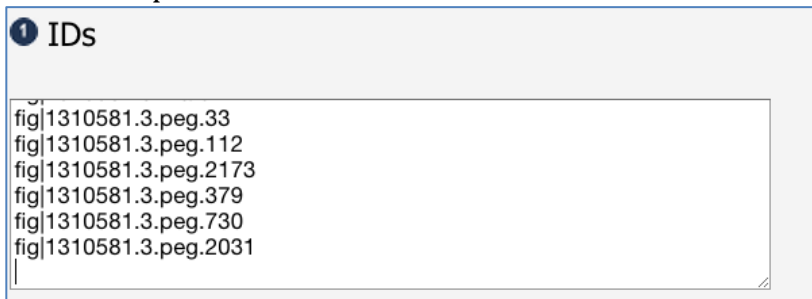 1 IDs
fig|1310581.3.peg.33
fig|1310581.3.peg.112
fig|1310581.3.peg.2173
fig|1310581.3.peg.379
fig|1310581.3.peg.730
fig|1310581.3.peg.2031